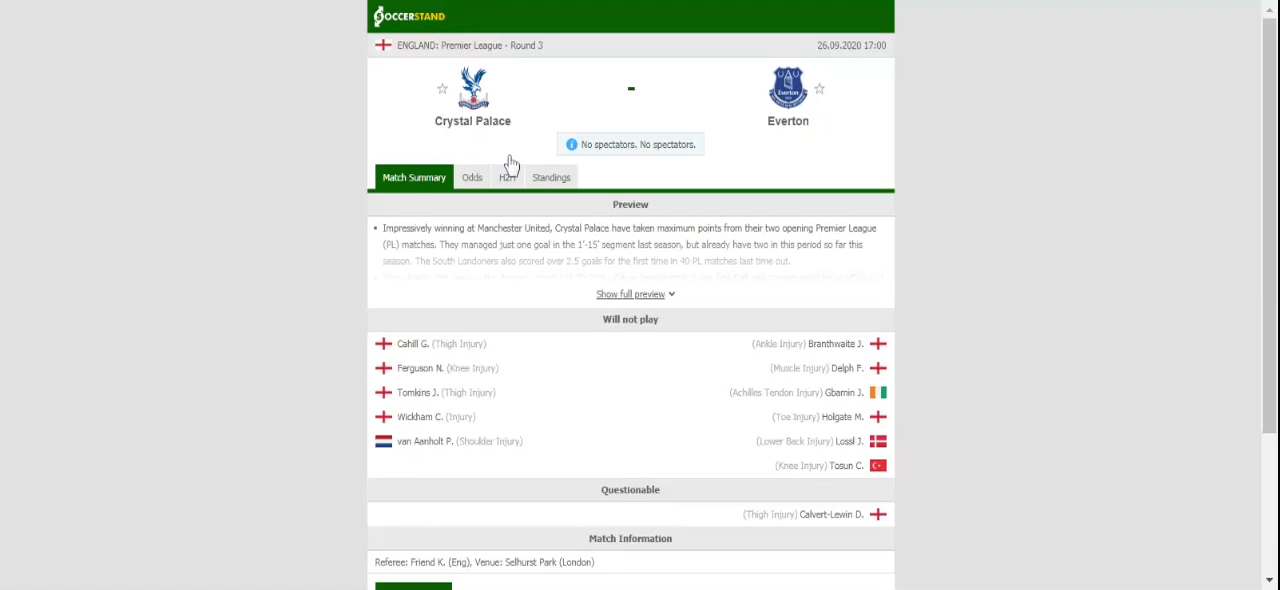 SOCCERSTAND
ENGLAND: Premier League - Round 3 26.09.2020 17:00
-
Crystal Palace Everton
No spectators. No spectators.
Match Summary Odds H2H Standings
Preview
Impressively winning at Manchester United, Crystal Palace have taken maximum points from their two opening Premier League
(PL) matches. They managed just one goal in the 1'-15' segment last season, but already have two in this period so far this
season. The South Londoners also scored over 2.5 goals for the first time in 40 PL matches last time out.
Show full preview
Will not play
Cahill G. (Thigh Injury) (Ankle Injury) Branthwaite J.
Ferguson N. (Knee Injury) (Muscle Injury) Delph F.
Tomkins J. (Thigh Injury) (Achilles Tendon Injury) Gbamin J.
Wickham C. (Injury) (Toe Injury) Holgate M.
van Aanholt P. (Shoulder Injury) (Lower Back Injury) Lossl J.
(Knee Injury) Tosun C.
Questionable
(Thigh Injury) Calvert-Lewin D.
Match Information
Referee: Friend K. (Eng), Venue: Selhurst Park (London)